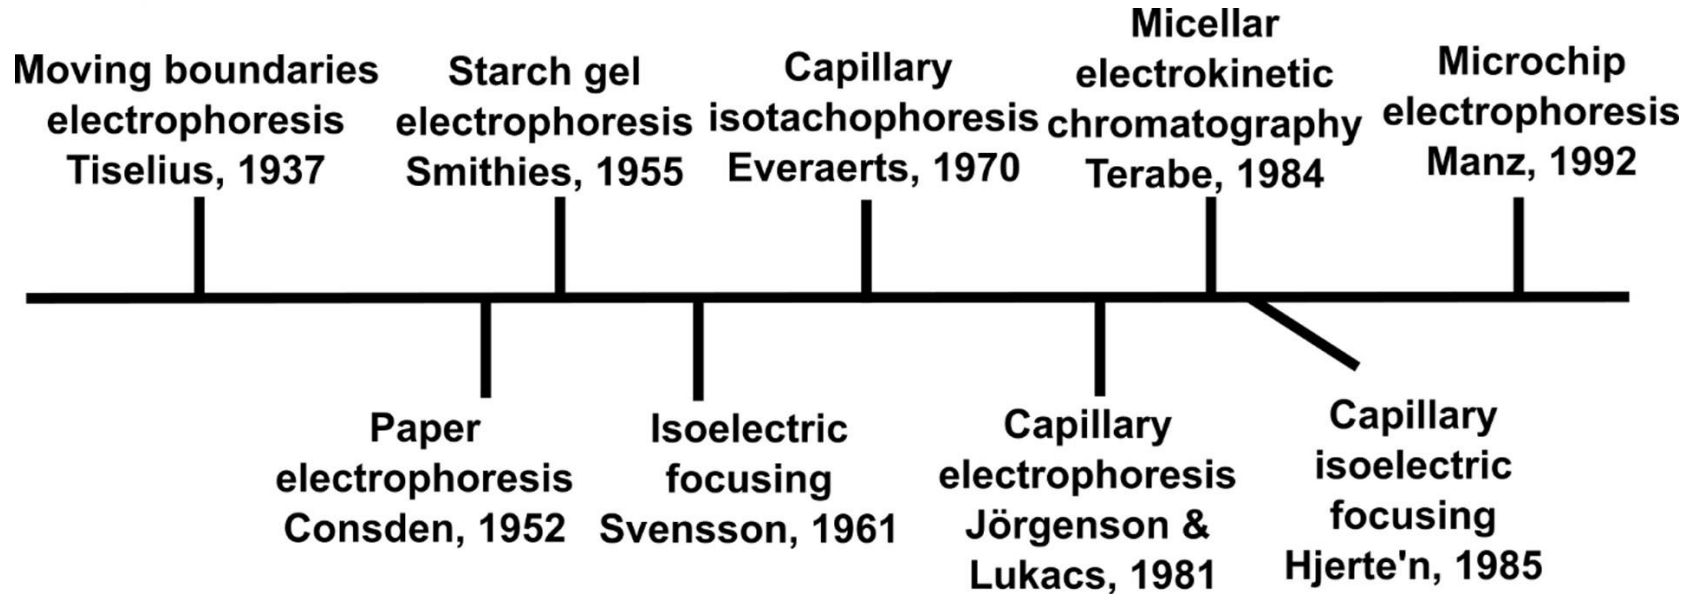 Moving boundaries
electrophoresis
Tiselius, 1937
Starch gel
electrophoresis
Smithies, 1955
Capillary
isotachophoresis
Everaerts, 1970
Micellar
electrokinetic
chromatography
Terabe, 1984
Microchip
electrophoresis
Manz, 1992
Paper
electrophoresis
Consden, 1952
Isoelectric
focusing
Svensson, 1961
Capillary
electrophoresis
Jörgenson &
Lukacs, 1981
Capillary
isoelectric
focusing
Hjerte'n, 1985